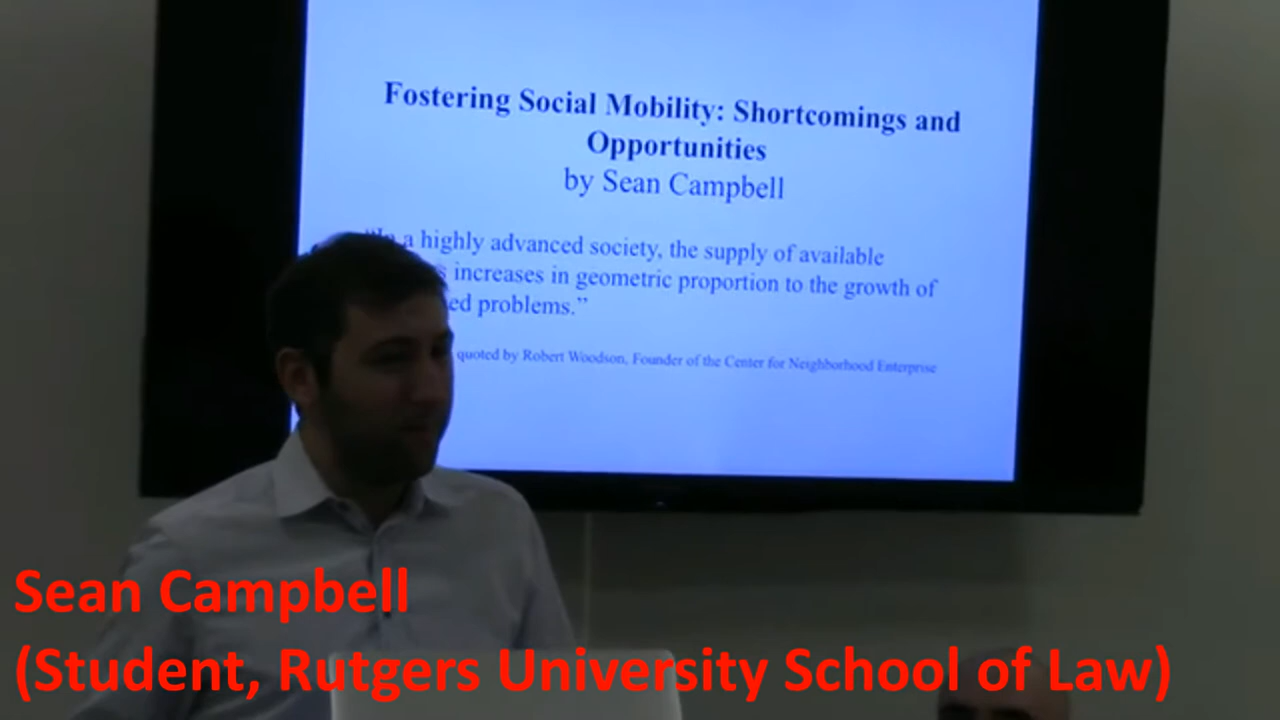 Fostering Social Mobility: Shortcomings and
Opportunities
by Sean Campbell
a highly advanced society, the supply of available
increases in geometric proportion to the growth of
problems.”
quoted by Robert Woodson, Founder of the Center for Neighborhood Enterprise
Sean Campbell
(Student, Rutgers University School of Law)